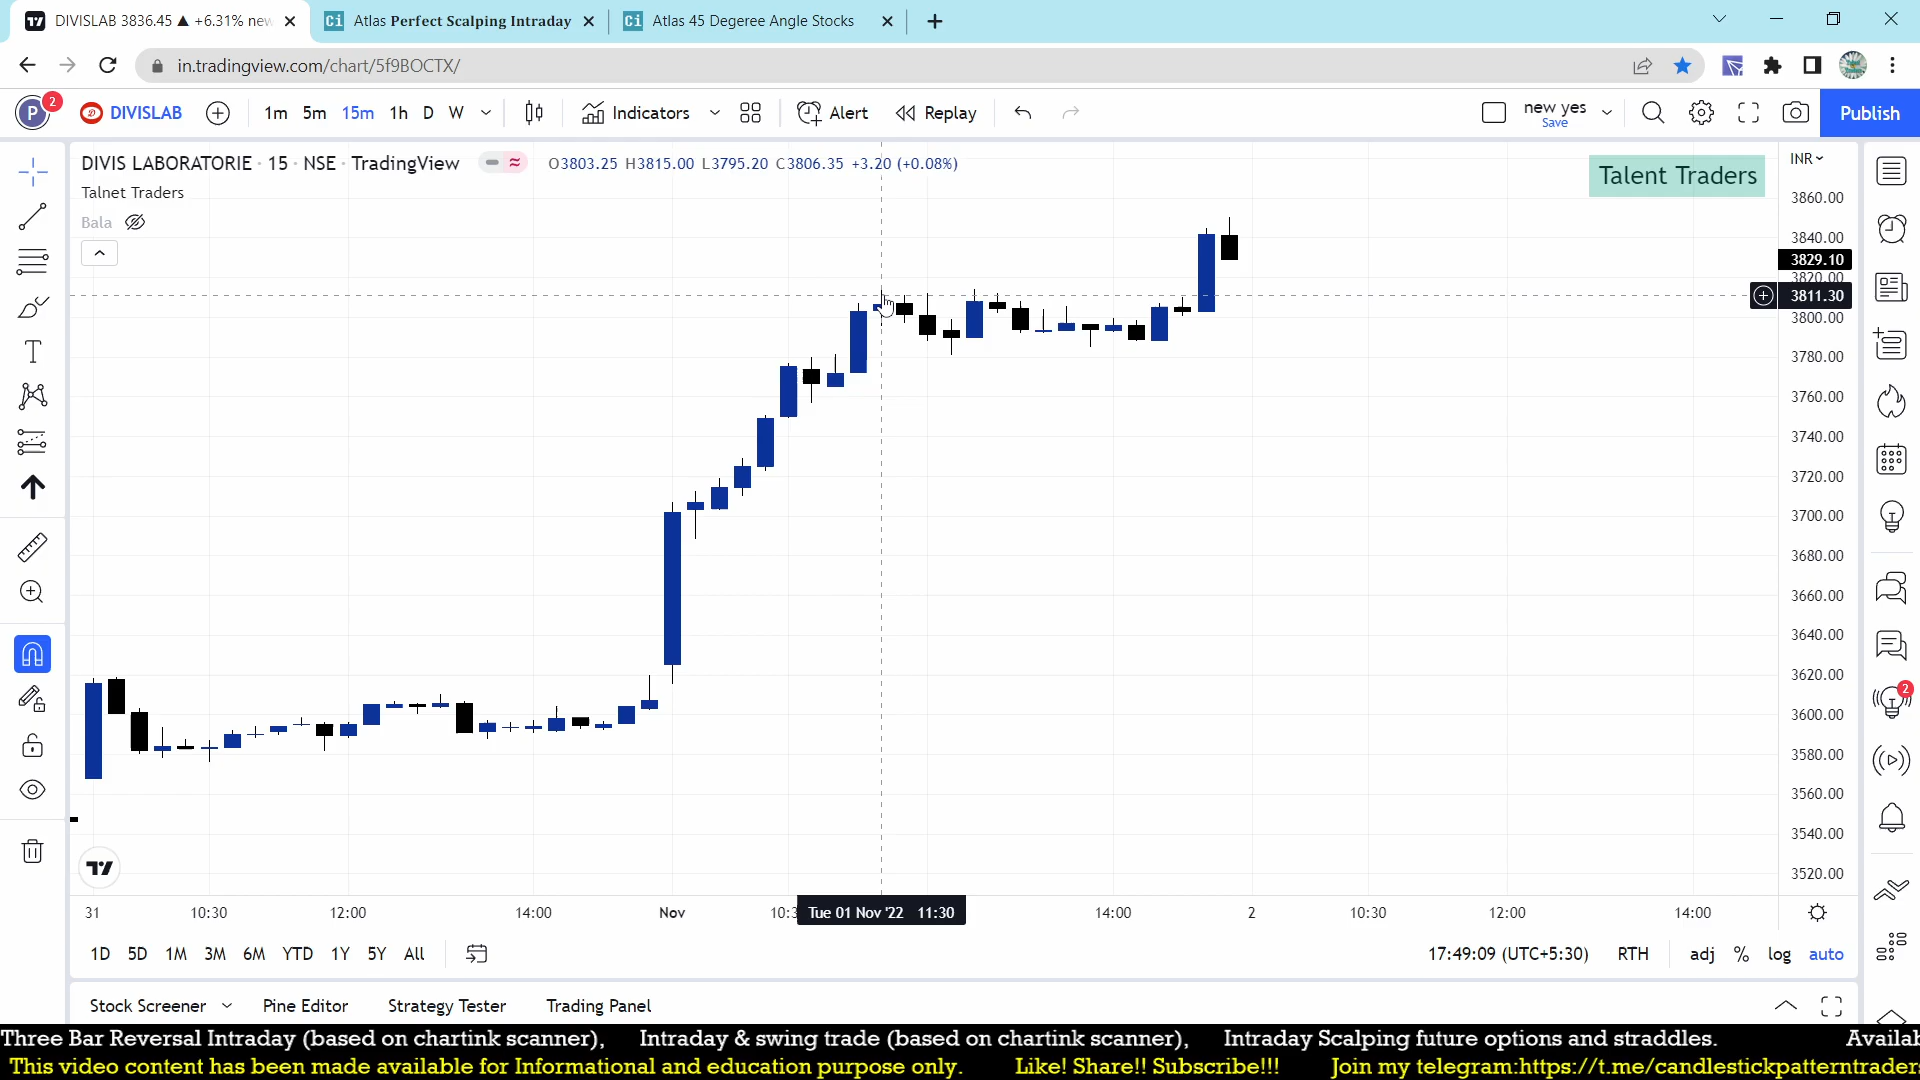 DIVISLAB 3836.45 ▲ +6.31% new
Atlas Perfect Scalping Intraday
Atlas 45 Degeree Angle Stocks
in.tradingview.com/chart/5f9BOCTX/
P 2
DIVISLAB
1m 5m 15m 1h D W
Indicators
Alert
Replay
new yes
Save
Publish
DIVIS LABORATORIE · 15 · NSE · TradingView
O3803.25 H3815.00 L3795.20 C3806.35 +3.20 (+0.08%)
Talent Traders
INR
Talnet Traders
Bala
3860.00
3840.00
3829.10
3820.00
3811.30
3800.00
3780.00
3760.00
3740.00
3720.00
3700.00
3680.00
3660.00
3640.00
3620.00
3600.00
3580.00
3560.00
3540.00
3520.00
2
31 10:30 12:00 14:00 Nov 10:3 Tue 01 Nov '22 11:30 14:00 2 10:30 12:00 14:00
1D 5D 1M 3M 6M YTD 1Y 5Y All
17:49:09 (UTC+5:30) RTH adj % log auto
Stock Screener Pine Editor Strategy Tester Trading Panel
Three Bar Reversal Intraday (based on chartink scanner), Intraday & swing trade (based on chartink scanner), Intraday Scalping future options and straddles. Availab
This video content has been made available for Informational and education purpose only. Like! Share!! Subscribe!!! Join my telegram:https://t.me/candlestickpatterntrader